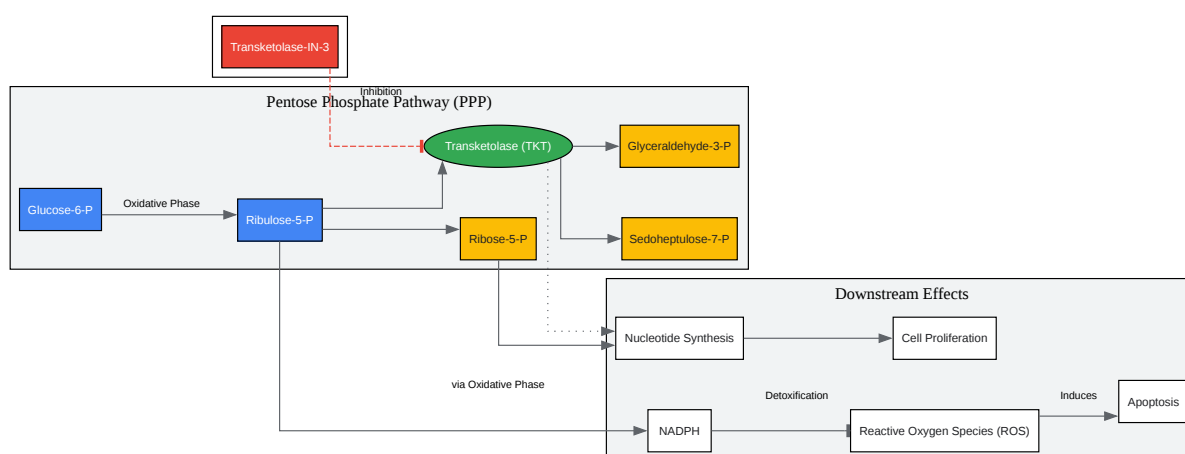 Transketolase-IN-3
Inhibition
Pentose Phosphate Pathway (PPP)
Transketolase (TKT)
Glyceraldehyde-3-P
Glucose-6-P
Oxidative Phase
Ribulose-5-P
Ribose-5-P
Sedoheptulose-7-P
Downstream Effects
Nucleotide Synthesis
Cell Proliferation
via Oxidative Phase
Detoxification
Induces
Apoptosis
NADPH
Reactive Oxygen Species (ROS)